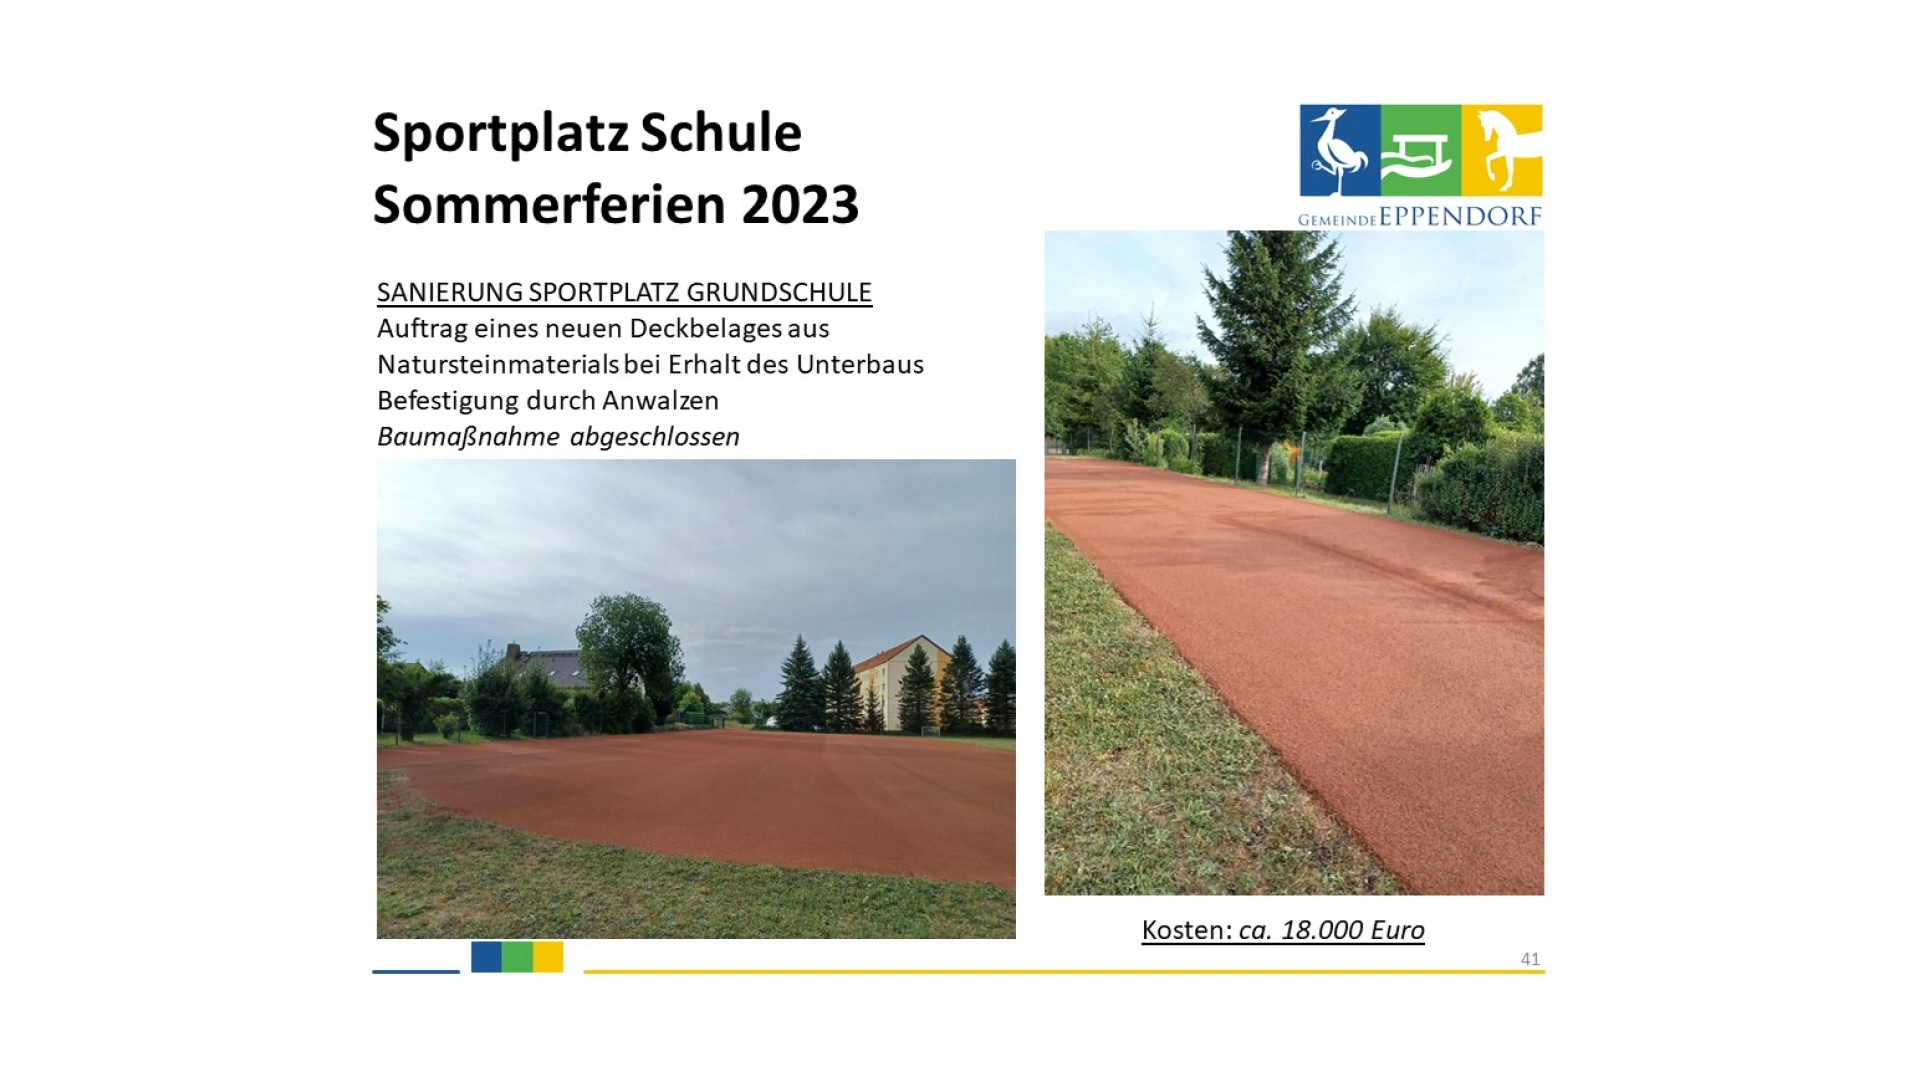 Sportplatz Schule
Sommerferien 2023
GEMEINDE EPPENDORF
SANIERUNG SPORTPLATZ GRUNDSCHULE
Auftrag eines neuen Deckbelages aus
Natursteinmaterials bei Erhalt des Unterbaus
Befestigung durch Anwalzen
Baumaßnahme abgeschlossen
Kosten: ca. 18.000 Euro
41